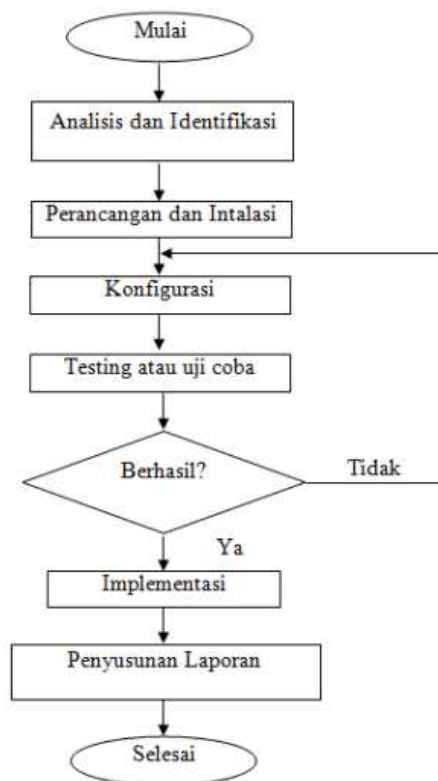 Mulai
Analisis dan Identifikasi
Perancangan dan Intalasi
Konfigurasi
Testing atau uji coba
Berhasil?
Tidak
Ya
Implementasi
Penyusunan Laporan
Selesai